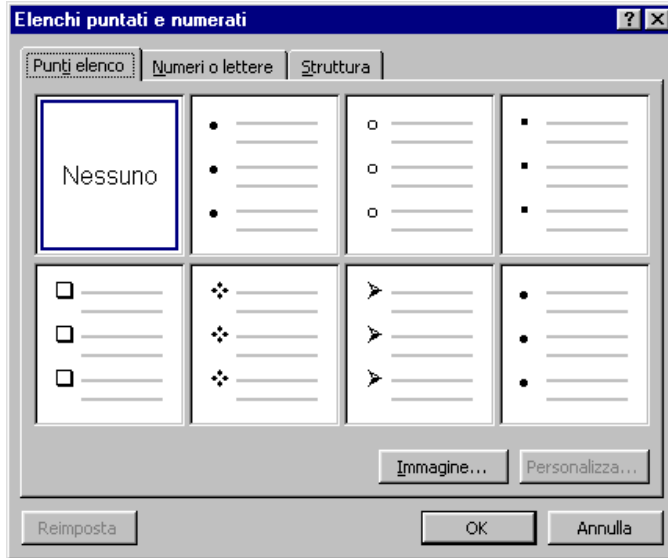 Elenchi puntati e numerati
Punti elenco Numeri o lettere Struttura
Nessuno
Immagine... Personalizza...
Reimposta OK Annulla